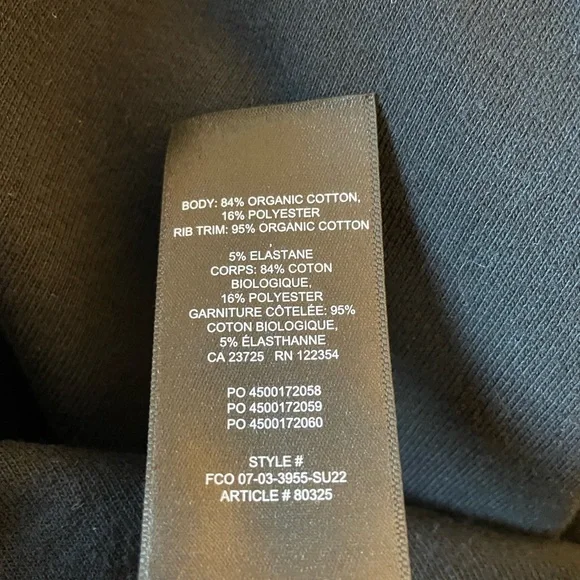 BODY: 84% ORGANIC COTTON,
16% POLYESTER
RIB TRIM: 95% ORGANIC COTTON
,
5% ELASTANE
CORPS: 84% COTON
BIOLOGIQUE,
16% POLYESTER
GARNITURE CÔTELÉE: 95%
COTON BIOLOGIQUE,
5% ÉLASTHANNE
CA 23725 RN 122354
PO 4500172058
PO 4500172059
PO 4500172060
STYLE #
FCO 07-03-3955-SU22
ARTICLE # 80325